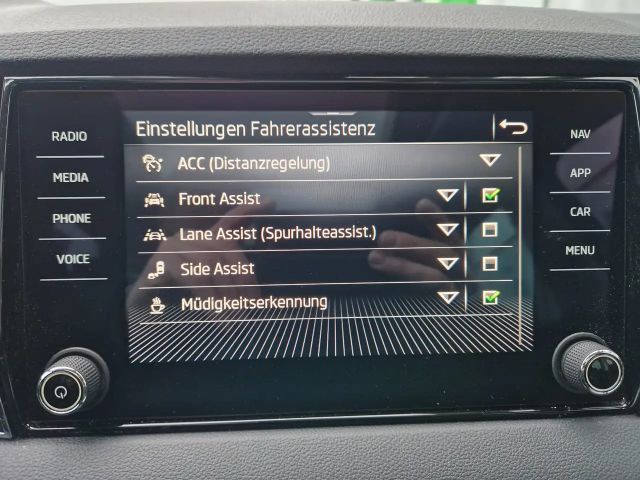 Einstellungen Fahrerassistenz
RADIO
MEDIA
PHONE
VOICE
ACC (Distanzregelung)
Front Assist
Lane Assist (Spurhalteassist.)
Side Assist
Müdigkeitserkennung
NAV
APP
CAR
MENU